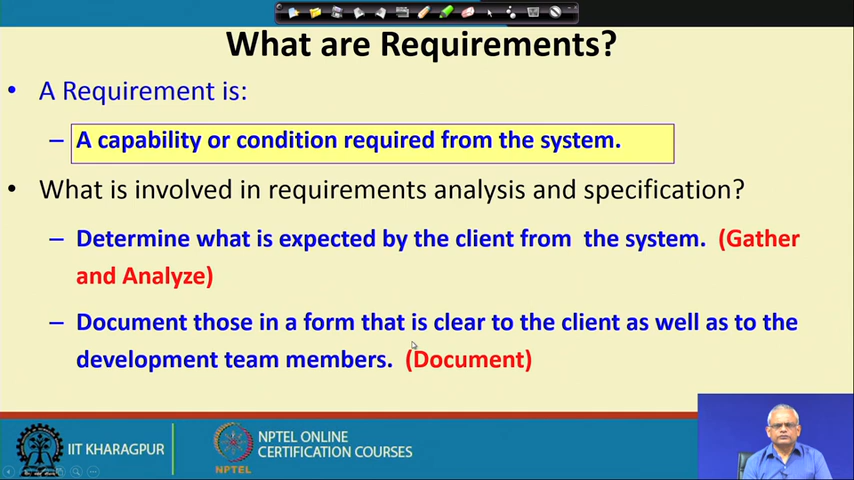 What are Requirements?
• A Requirement is:
– A capability or condition required from the system.
• What is involved in requirements analysis and specification?
– Determine what is expected by the client from the system. (Gather
and Analyze)
– Document those in a form that is clear to the client as well as to the
development team members. (Document)
IIT KHARAGPUR
NPTEL
NPTEL ONLINE
CERTIFICATION COURSES